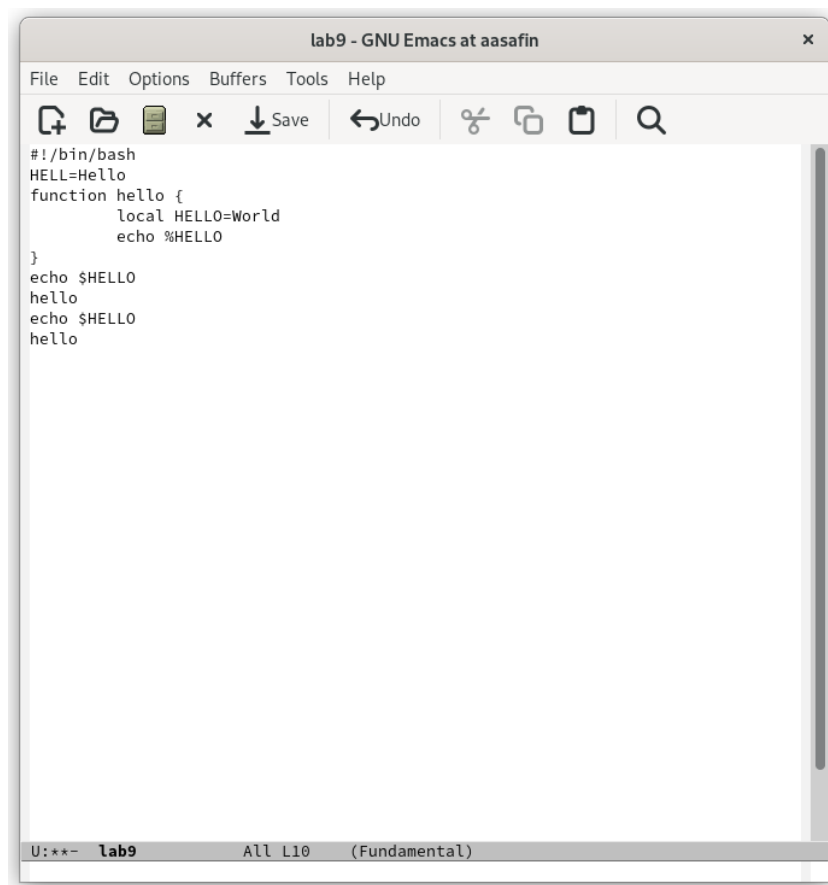 lab9 - GNU Emacs at aasafin
File Edit Options Buffers Tools Help
Save Undo
#!/bin/bash
HELL=Hello
function hello {
        local HELLO=World
        echo %HELLO
}
echo $HELLO
hello
echo $HELLO
hello
U:**-  lab9           All L10    (Fundamental)